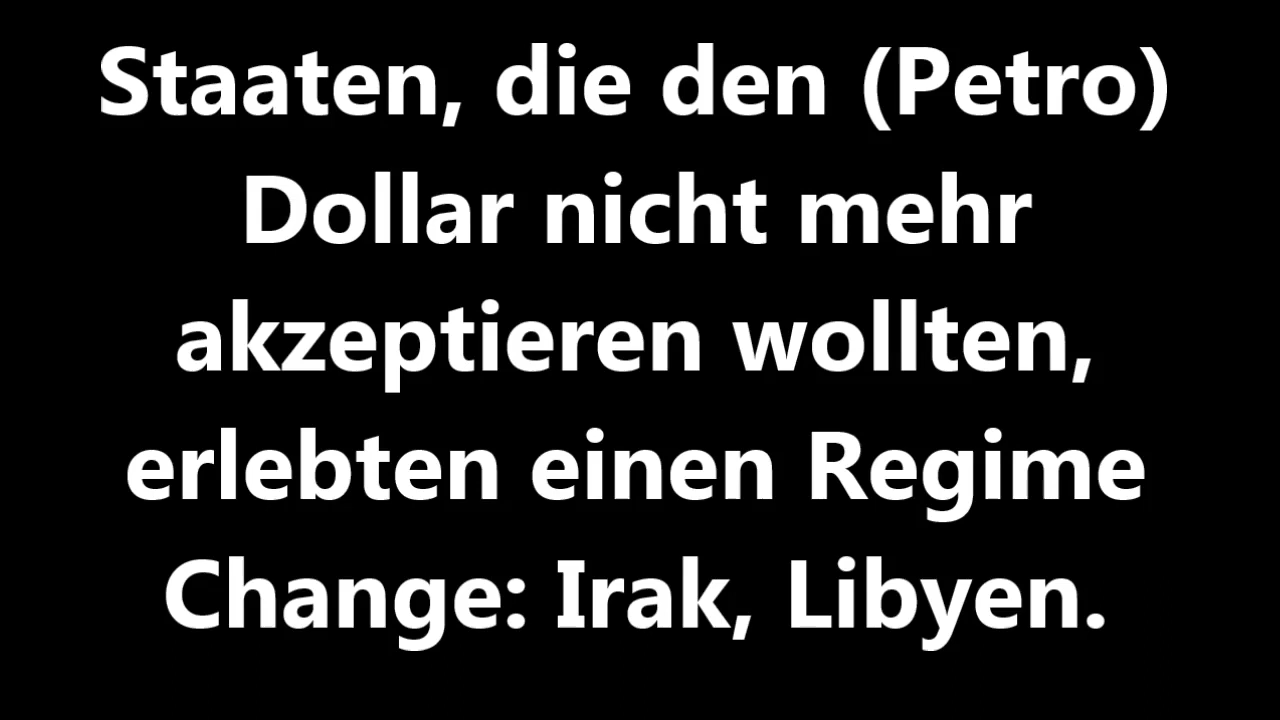 Staaten, die den (Petro)
Dollar nicht mehr
akzeptieren wollten,
erlebten einen Regime
Change: Irak, Libyen.